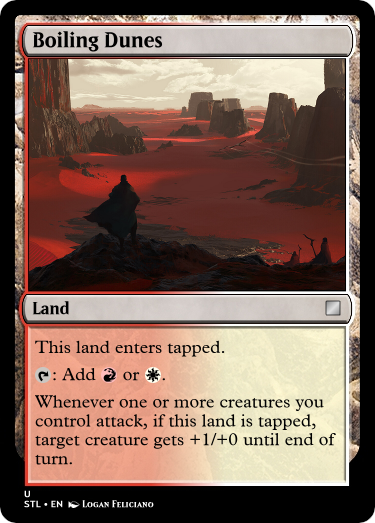 Boiling Dunes
Land
This land enters tapped.
: Add or .
Whenever one or more creatures you
control attack, if this land is tapped,
target creature gets +1/+0 until end of
turn.
U
STL • EN Logan Feliciano